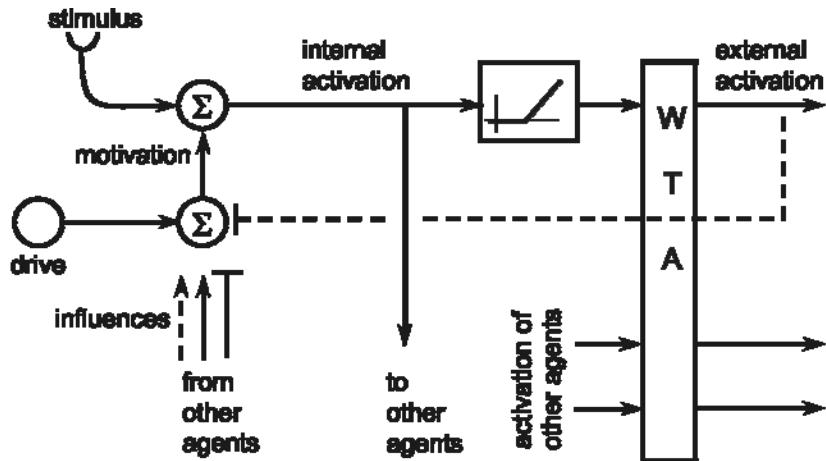 stimulus
internal
activation
external
activation
Σ
motivation
W
T
A
Σ
drive
influences
from
other
agents
to
other
agents
activation of
other agents